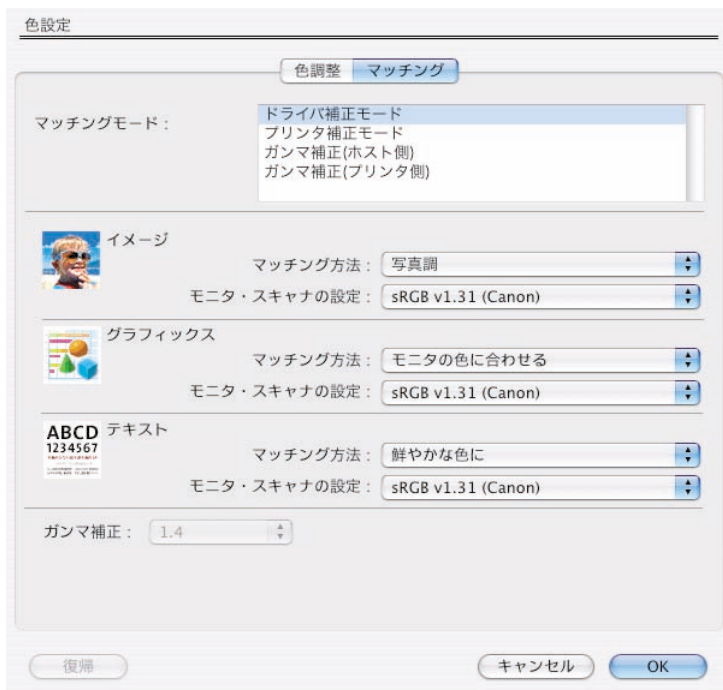 色設定
色調整 マッチング
マッチングモード：
ドライバ補正モード
プリンタ補正モード
ガンマ補正(ホスト側)
ガンマ補正(プリンタ側)
イメージ
マッチング方法： 写真調
モニタ・スキャナの設定： sRGB v1.31 (Canon)
グラフィックス
マッチング方法： モニタの色に合わせる
モニタ・スキャナの設定： sRGB v1.31 (Canon)
ABCD
1234567
テキスト
マッチング方法： 鮮やかな色に
モニタ・スキャナの設定： sRGB v1.31 (Canon)
ガンマ補正： 1.4
復帰 キャンセル OK